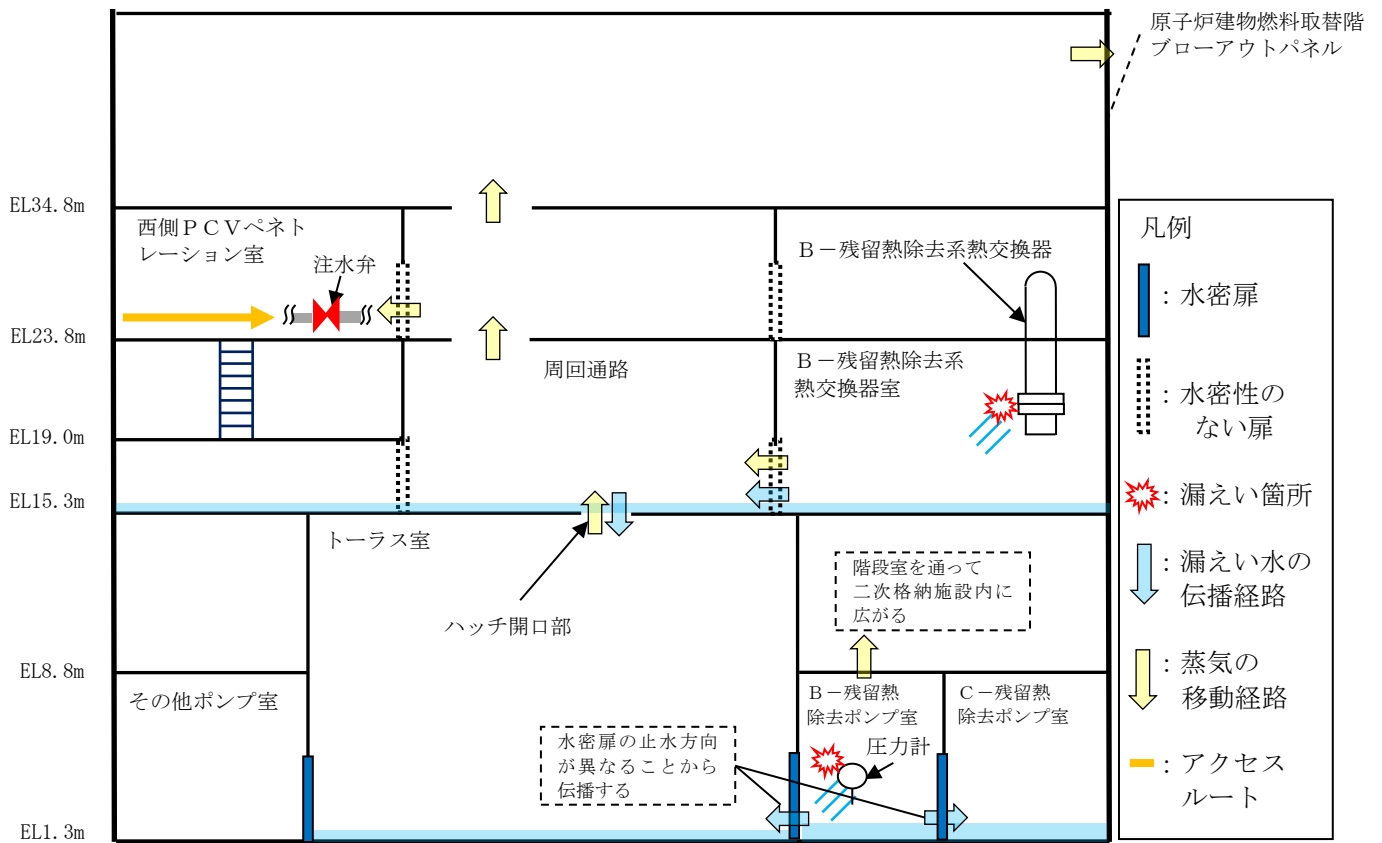 原子炉建物燃料取替階
ブローアウトパネル
EL34.8m
西側ＰＣＶペネト
レーション室
注水弁
Ｂ－残留熱除去系熱交換器
EL23.8m
周回通路
Ｂ－残留熱除去系
熱交換器室
EL19.0m
EL15.3m
トーラス室
ハッチ開口部
階段室を通って
二次格納施設内に
広がる
EL8.8m
その他ポンプ室
Ｂ－残留熱
除去ポンプ室
Ｃ－残留熱
除去ポンプ室
水密扉の止水方向
が異なることから
伝播する
圧力計
EL1.3m
凡例
：水密扉
：水密性の
ない扉
：漏えい箇所
：漏えい水の
伝播経路
：蒸気の
移動経路
：アクセス
ルート